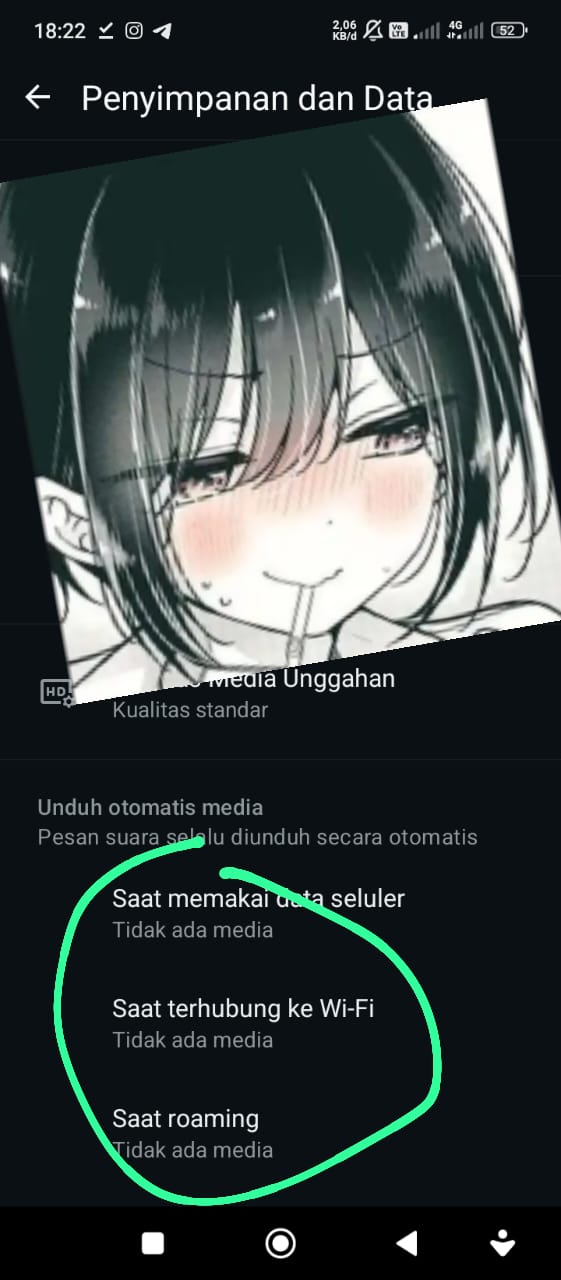 18:22
2,06
KB/d
Vo
LTE
4G
52
Penyimpanan dan Data
HD
Media Unggahan
Kualitas standar
Unduh otomatis media
Pesan suara selalu diunduh secara otomatis
Saat memakai data seluler
Tidak ada media
Saat terhubung ke Wi-Fi
Tidak ada media
Saat roaming
Tidak ada media